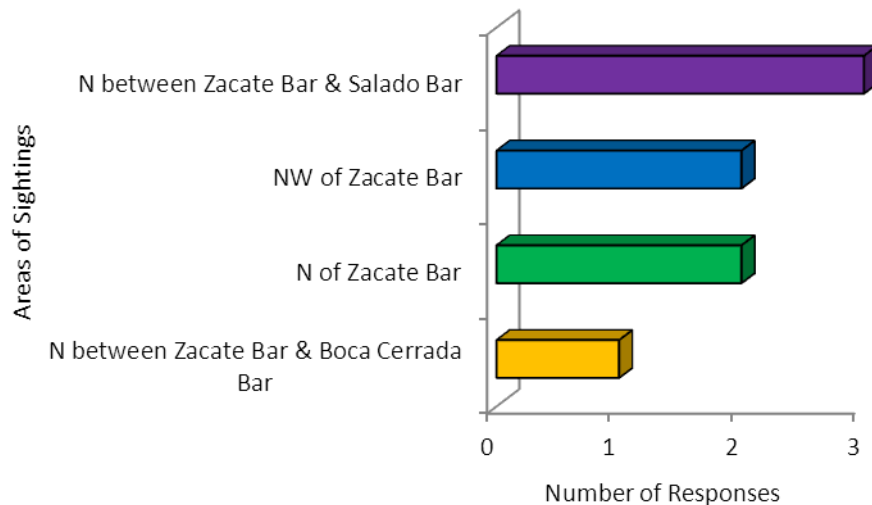 Areas of Sightings
N between Zacate Bar & Salado Bar
NW of Zacate Bar
N of Zacate Bar
N between Zacate Bar & Boca Cerrada
Bar
0 1 2 3
Number of Responses